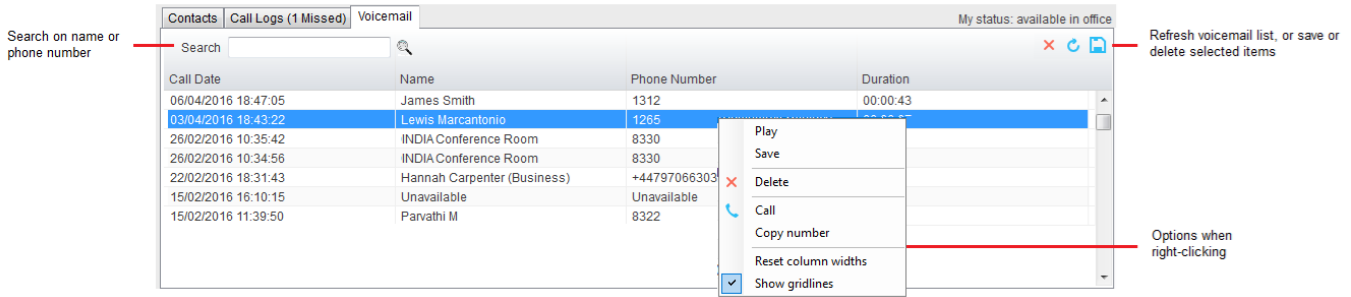 Contacts Call Logs (1 Missed) Voicemail My status: available in office
Search on name or
phone number
Search
Refresh voicemail list, or save or
delete selected items
Call Date Name Phone Number Duration
06/04/2016 18:47:05 James Smith 1312 00:00:43
03/04/2016 18:43:22 Lewis Marcantonio 1265
26/02/2016 10:35:42 INDIA Conference Room 8330
26/02/2016 10:34:56 INDIA Conference Room 8330
22/02/2016 18:31:43 Hannah Carpenter (Business) +44797066303
15/02/2016 16:10:15 Unavailable Unavailable
15/02/2016 11:39:50 Parvathi M 8322
Play
Save
Delete
Call
Copy number
Reset column widths
Show gridlines
Options when
right-clicking